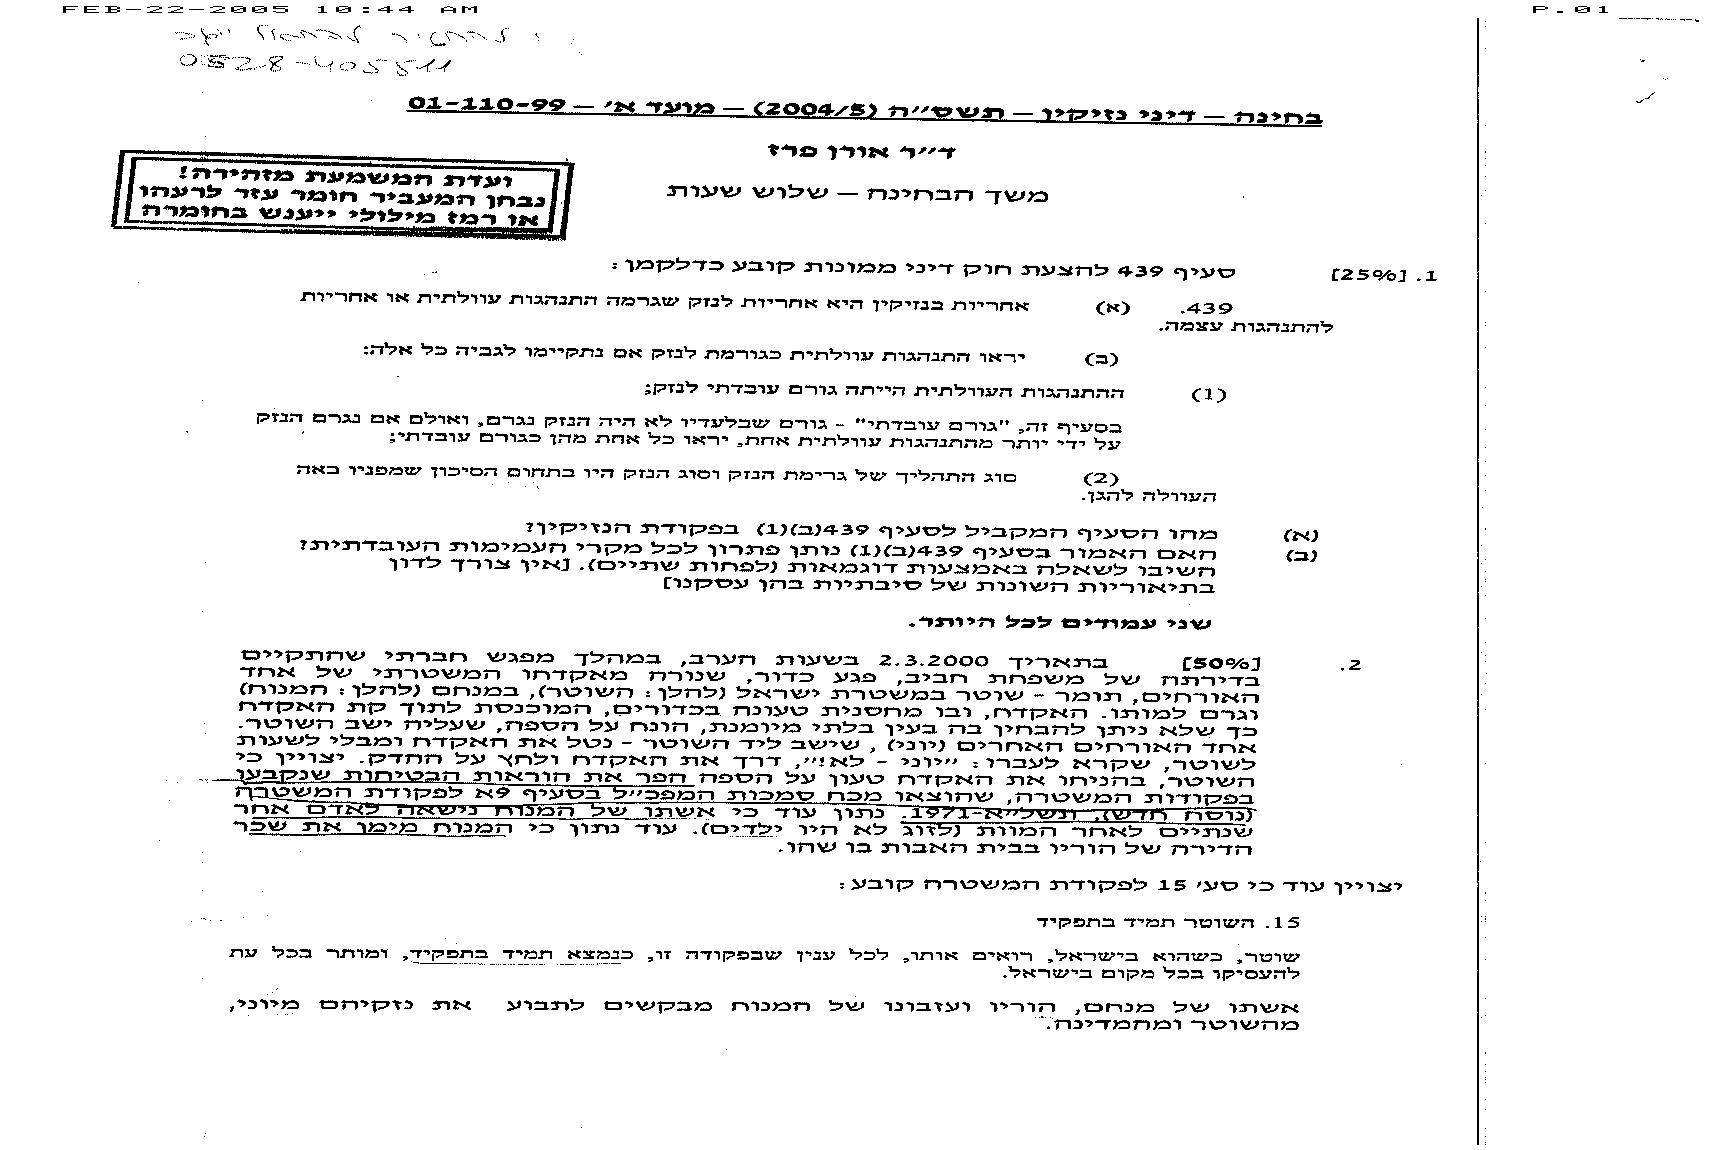 FEB-22-2005 10:44 AM P.01
0528-405511
בחינה – דיני נזיקין – תשס״ה (2004/5) – מועד א׳ – 01-110-99
ד״ר אורן פרז
ועדת המשמעת מזהירה!
נבחן המעביר חומר עזר לרעהו
או רמז מילולי ייענש בחומרה
משך הבחינה – שלוש שעות
1. [25%] סעיף 439 להצעת חוק דיני ממונות קובע כדלקמן:
439. (א) אחריות בנזיקין היא אחריות לנזק שגרמה התנהגות עוולתית או אחריות
להתנהגות עצמה.
(ב) יראו התנהגות עוולתית כגורמת לנזק אם נתקיימו לגביה כל אלה:
(1) ההתנהגות העוולתית הייתה גורם עובדתי לנזק;
בסעיף זה, "גורם עובדתי" - גורם שבלעדיו לא היה הנזק נגרם, ואולם אם נגרם הנזק
על ידי יותר מהתנהגות עוולתית אחת, יראו כל אחת מהן כגורם עובדתי;
(2) סוג התהליך של גרימת הנזק וסוג הנזק היו בתחום הסיכון שמפניו באה
העוולה להגן.
(א) מהו הסעיף המקביל לסעיף 439(ב)(1) בפקודת הנזיקין?
(ב) האם האמור בסעיף 439(ב)(1) נותן פתרון לכל מקרי העמימות העובדתית?
השיבו לשאלה באמצעות דוגמאות (לפחות שתיים). [אין צורך לדון
בתיאוריות השונות של סיבתיות בהן עסקנו]
שני עמודים לכל היותר.
2. [50%] בתאריך 2.3.2000 בשעות הערב, במהלך מפגש חברתי שהתקיים
בדירתה של משפחת חביב, פגע כדור, שנורה מאקדחו המשטרתי של אחד
האורחים, תומר - שוטר במשטרת ישראל (להלן: השוטר), במנחם (להלן: המנוח)
וגרם למותו. האקדח, ובו מחסנית טעונה בכדורים, המוכנסת לתוך קת האקדח
כך שלא ניתן להבחין בה בעין בלתי מיומנת, הונח על הספה, שעליה ישב השוטר.
אחד האורחים האחרים (יוני) , שישב ליד השוטר - נטל את האקדח ומבלי לשעות
לשוטר, שקרא לעברו: "יוני - לא!", דרך את האקדח ולחץ על ההדק. יצויין כי
השוטר, בהניחו את האקדח טעון על הספה הפר את הוראות הבטיחות שנקבעו
בפקודות המשטרה, שהוצאו מכח סמכות המפכ״ל בסעיף 9א לפקודת המשטרה
(נוסח חדש), תשל״א-1971. נתון עוד כי אשתו של המנוח נישאה לאדם אחר
שנתיים לאחר המוות (לזוג לא היו ילדים). עוד נתון כי המנוח מימן את שכר
הדירה של הוריו בבית האבות בו שהו.
יצויין עוד כי סע׳ 15 לפקודת המשטרה קובע:
15. השוטר תמיד בתפקיד
שוטר, כשהוא בישראל, רואים אותו, לכל ענין שבפקודה זו, כנמצא תמיד בתפקיד, ומותר בכל עת
להעסיקו בכל מקום בישראל.
אשתו של מנחם, הוריו ועזבונו של המנוח מבקשים לתבוע את נזקיהם מיוני,
מהשוטר ומהמדינה.